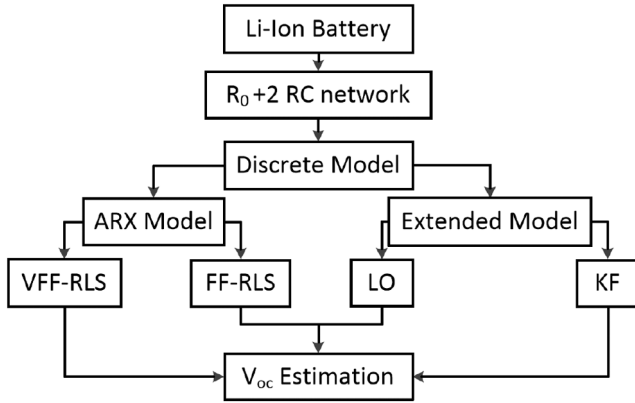 Li-Ion Battery
R₀ +2 RC network
Discrete Model
ARX Model
Extended Model
VFF-RLS
FF-RLS
LO
KF
Voc Estimation